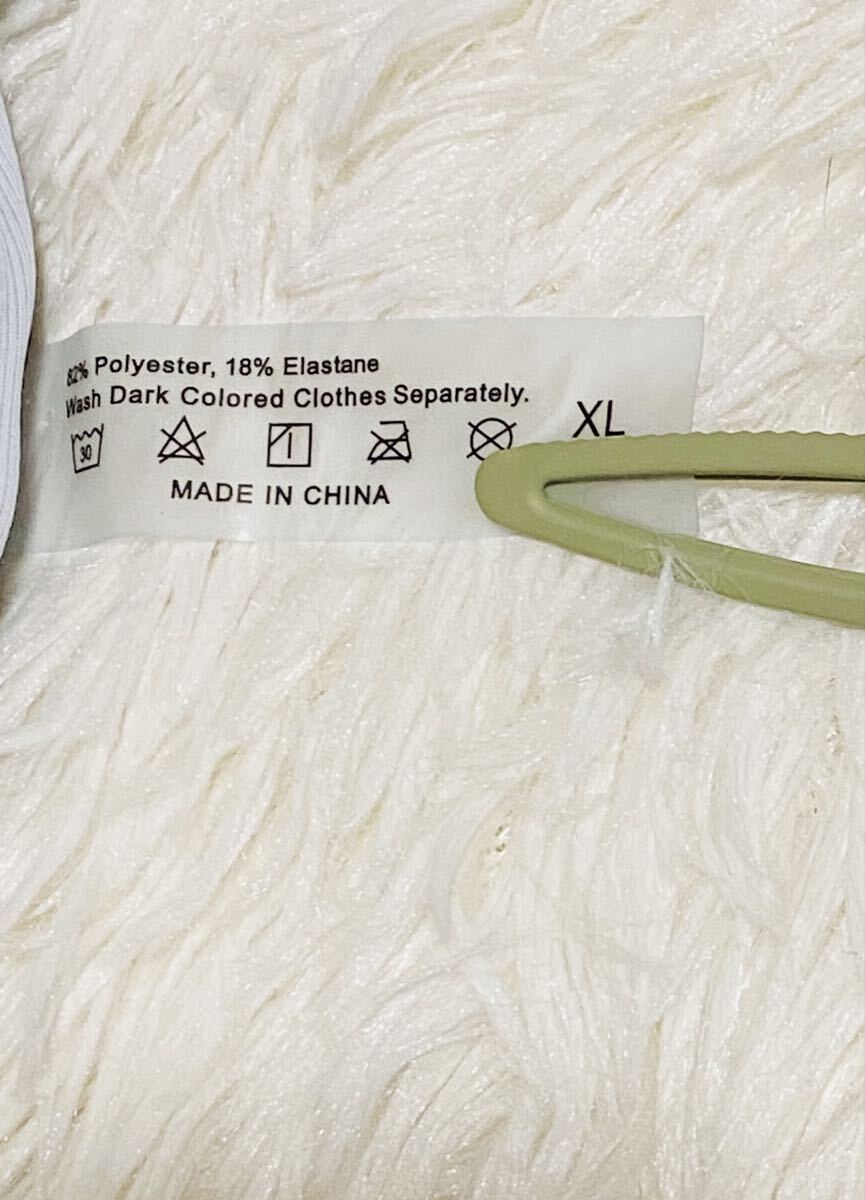 82% Polyester, 18% Elastane
Wash Dark Colored Clothes Separately.
30
XL
MADE IN CHINA